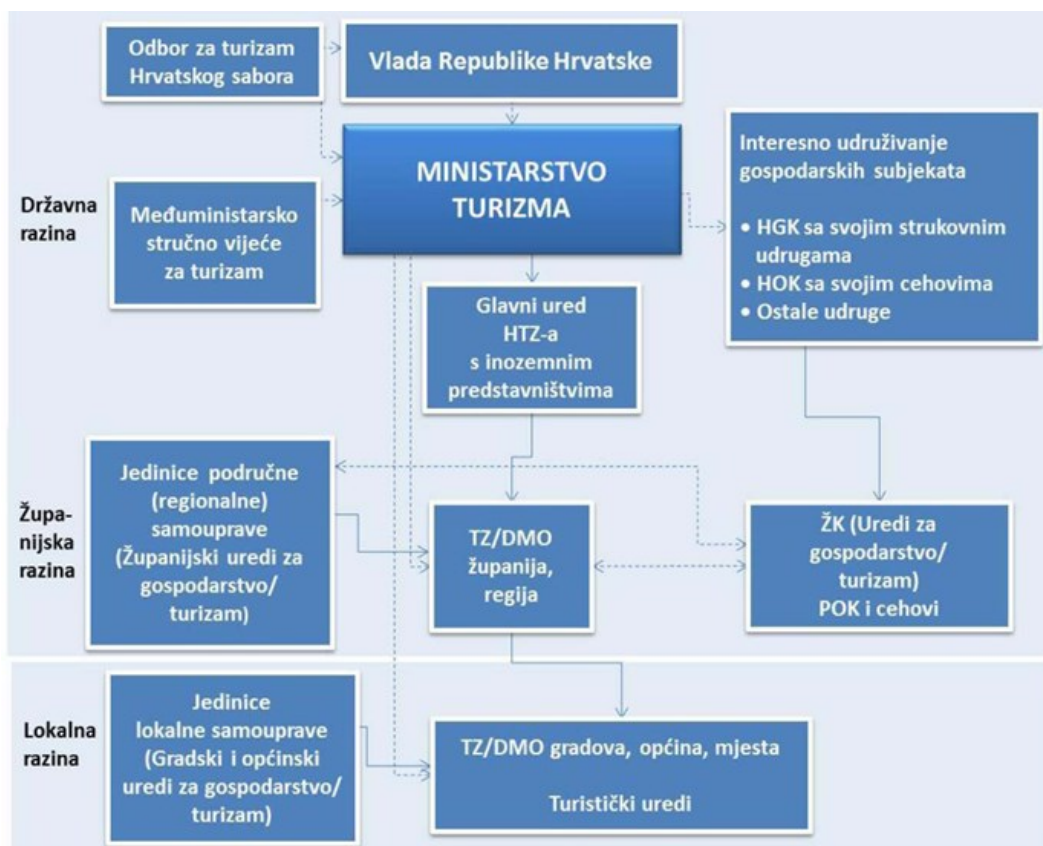 Odbor za turizam
Hrvatskog sabora
Vlada Republike Hrvatske
MINISTARSTVO
TURIZMA
Interesno udruživanje
gospodarskih subjekata
• HGK sa svojim strukovnim
udrugama
• HOK sa svojim cehovima
• Ostale udruge
Državna
razina
Međuministarsko
stručno vijeće
za turizam
Glavni ured
HTZ-a
s inozemnim
predstavništvima
Župa-
nijska
razina
Jedinice područne
(regionalne)
samouprave
(Županijski uredi za
gospodarstvo/
turizam)
TZ/DMO
županija,
regija
ŽK (Uredi za
gospodarstvo/
turizam)
POK i cehovi
Lokalna
razina
Jedinice
lokalne samouprave
(Gradski i općinski
uredi za gospodarstvo/
turizam)
TZ/DMO gradova, općina, mjesta
Turistički uredi